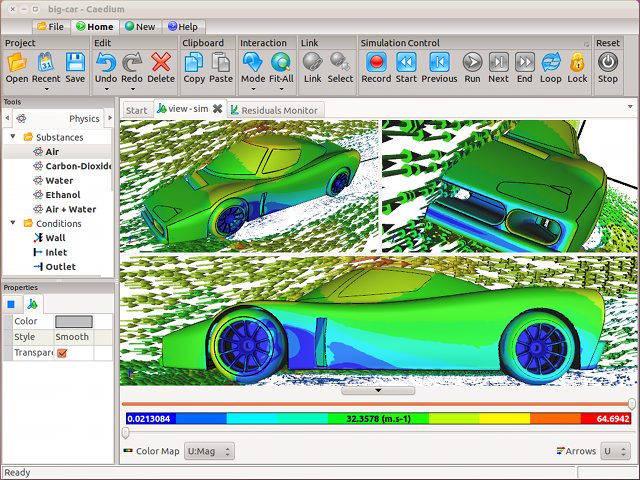 big-car - Caedium
File Home New Help
Project Edit Clipboard Interaction Link Simulation Control Reset
Open Recent Save Undo Redo Delete Copy Paste Mode Fit-All Link Select Record Start Previous Run Next End Loop Lock Stop
Tools
Physics
Start view - sim Residuals Monitor
Substances
Air
Carbon-Dioxide
Water
Ethanol
Air + Water
Conditions
Wall
Inlet
Outlet
Properties
Color
Style Smooth
Transpare
0.0213084 32.3578 (m.s-1) 64.6942
Color Map U:Mag Arrows U
Ready